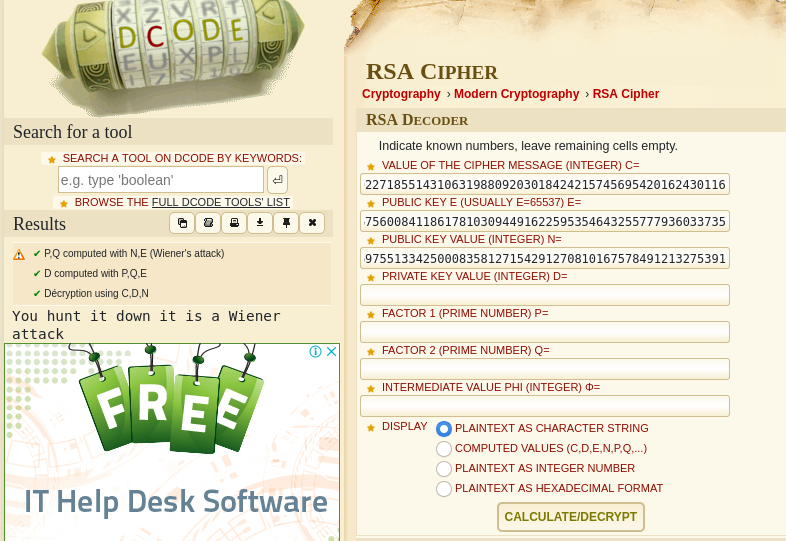 X Z V R T
D C O D E
E U X P L
Search for a tool
SEARCH A TOOL ON DCODE BY KEYWORDS:
e.g. type 'boolean'
BROWSE THE FULL DCODE TOOLS' LIST
Results
P,Q computed with N,E (Wiener's attack)
D computed with P,Q,E
Décryption using C,D,N
You hunt it down it is a Wiener
attack
FREE
IT Help Desk Software
RSA CIPHER
Cryptography › Modern Cryptography › RSA Cipher
RSA DECODER
Indicate known numbers, leave remaining cells empty.
VALUE OF THE CIPHER MESSAGE (INTEGER) C=
2271855143106319880920301842421574569542016243​0116
PUBLIC KEY E (USUALLY E=65537) E=
756008411861781030944916225953546432557779360337​35
PUBLIC KEY VALUE (INTEGER) N=
97551334250008358127154291270810167578491213275391
PRIVATE KEY VALUE (INTEGER) D=
FACTOR 1 (PRIME NUMBER) P=
FACTOR 2 (PRIME NUMBER) Q=
INTERMEDIATE VALUE PHI (INTEGER) Φ=
DISPLAY PLAINTEXT AS CHARACTER STRING
COMPUTED VALUES (C,D,E,N,P,Q,...)
PLAINTEXT AS INTEGER NUMBER
PLAINTEXT AS HEXADECIMAL FORMAT
CALCULATE/DECRYPT